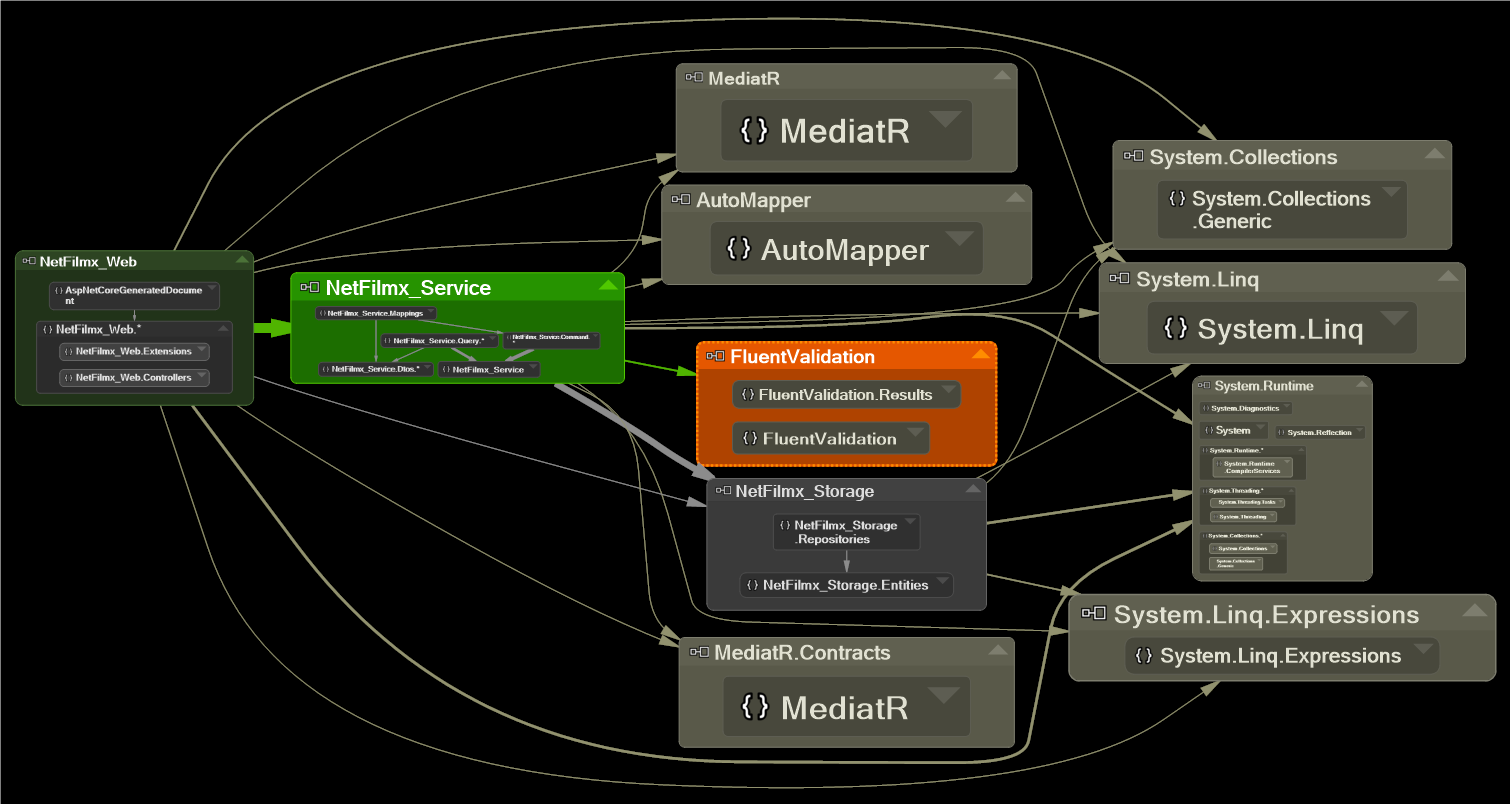 NetFilmx_Web
{} AspNetCoreGeneratedDocume
nt
{} NetFilmx_Web.*
{} NetFilmx_Web.Extensions
{} NetFilmx_Web.Controllers
NetFilmx_Service
{} NetFilmx_Service.Mappings
{} NetFilmx_Service.Query.*
{} NetFilmx_Service.Command.
*
{} NetFilmx_Service.Dtos.*
{} NetFilmx_Service
MediatR
{} MediatR
AutoMapper
{} AutoMapper
FluentValidation
{} FluentValidation.Results
{} FluentValidation
NetFilmx_Storage
{} NetFilmx_Storage
.Repositories
{} NetFilmx_Storage.Entities
MediatR.Contracts
{} MediatR
System.Collections
{} System.Collections
.Generic
System.Linq
{} System.Linq
System.Runtime
{} System.Diagnostics
{} System
{} System.Reflection
{} System.Runtime.*
{} System.Runtime
.CompilerServices
{} System.Threading.*
{} System.Threading.Tasks
{} System.Threading
{} System.Collections.*
{} System.Collections
{} System.Collections
.Generic
System.Linq.Expressions
{} System.Linq.Expressions